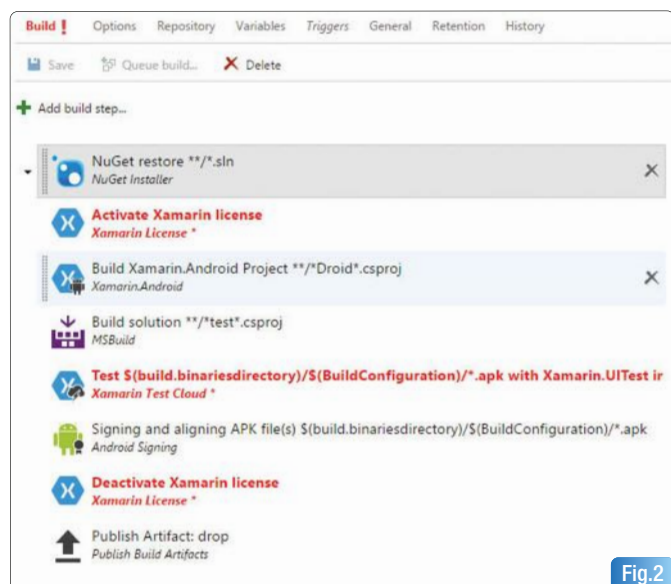 Build ! Options Repository Variables Triggers General Retention History
Save Queue build... Delete
Add build step...
NuGet restore **/*.sln
NuGet Installer
Activate Xamarin license
Xamarin License *
Build Xamarin.Android Project **/*Droid*.csproj
Xamarin.Android
Build solution **/*test*.csproj
MSBuild
Test $(build.binariesdirectory)/$(BuildConfiguration)/*.apk with Xamarin.UITest ir
Xamarin Test Cloud *
Signing and aligning APK file(s) $(build.binariesdirectory)/$(BuildConfiguration)/*.apk
Android Signing
Deactivate Xamarin license
Xamarin License *
Publish Artifact: drop
Publish Build Artifacts
Fig.2